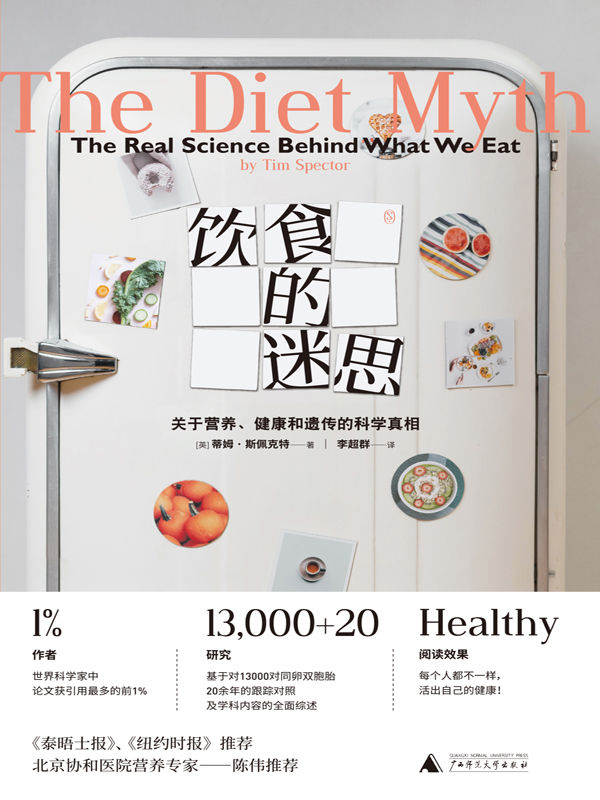 The Diet Myth
The Real Science Behind What We Eat
by Tim Spector
饮食
的
迷思
关于营养、健康和遗传的科学真相
[英] 蒂姆·斯佩克特——著 | 李超群——译
1%
作者
世界科学家中
论文获引用最多的前1%
13,000+20
研究
基于对13000对同卵双胞胎
20余年的跟踪对照
及学科内容的全面综述
Healthy
阅读效果
每个人都不一样，
活出自己的健康！
《泰晤士报》、《纽约时报》推荐
北京协和医院营养专家——陈伟推荐
GUANGXI NORMAL UNIVERSITY PRESS
广西师范大学出版社